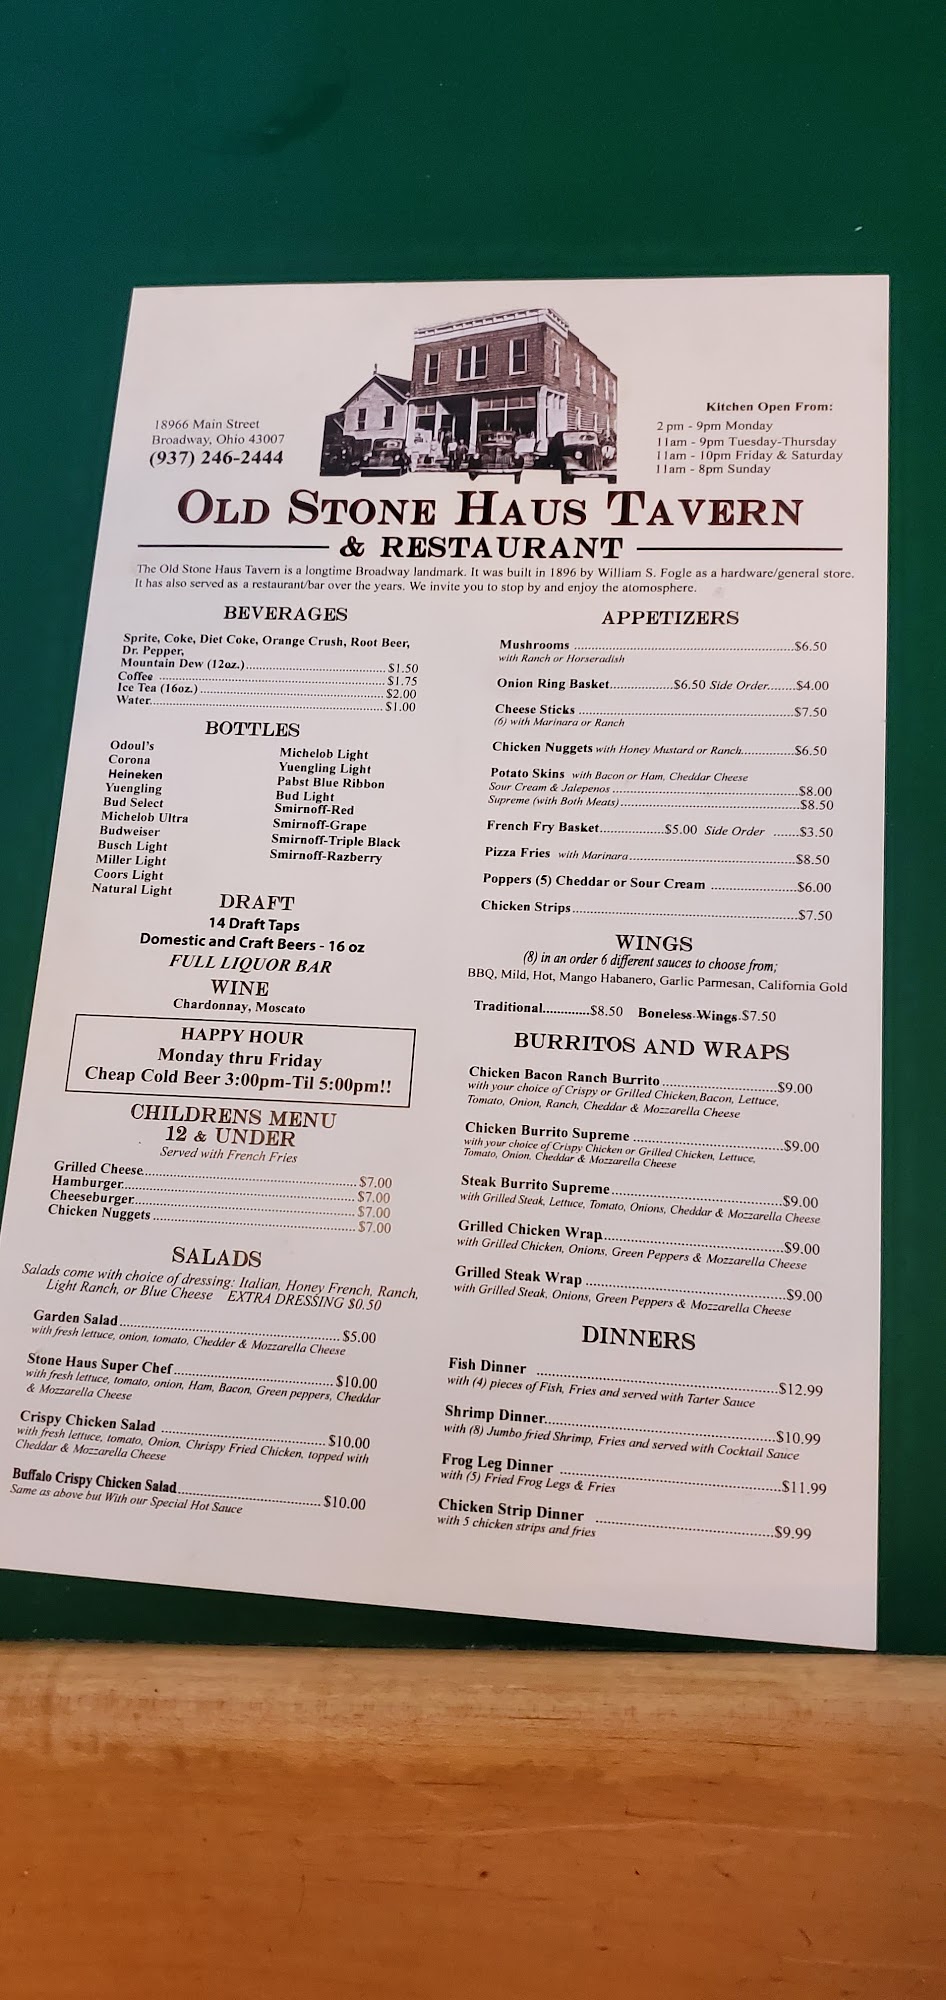 18966 Main Street
Broadway, Ohio 43007
(937) 246-2444
Kitchen Open From:
2 pm - 9pm Monday
11am - 9pm Tuesday-Thursday
11am - 10pm Friday & Saturday
11am - 8pm Sunday
OLD STONE HAUS TAVERN
& RESTAURANT
The Old Stone Haus Tavern is a longtime Broadway landmark. It was built in 1896 by William S. Fogle as a hardware/general store.
It has also served as a restaurant/bar over the years. We invite you to stop by and enjoy the atomosphere.
BEVERAGES
Sprite, Coke, Diet Coke, Orange Crush, Root Beer,
Dr. Pepper,
Mountain Dew (12oz.) $1.50
Coffee $1.75
Ice Tea (16oz.) $2.00
Water $1.00
BOTTLES
Odoul's
Corona
Heineken
Yuengling
Bud Select
Michelob Ultra
Budweiser
Busch Light
Miller Light
Coors Light
Natural Light
Michelob Light
Yuengling Light
Pabst Blue Ribbon
Bud Light
Smirnoff-Red
Smirnoff-Grape
Smirnoff-Triple Black
Smirnoff-Razberry
DRAFT
14 Draft Taps
Domestic and Craft Beers - 16 oz
FULL LIQUOR BAR
WINE
Chardonnay, Moscato
HAPPY HOUR
Monday thru Friday
Cheap Cold Beer 3:00pm-Til 5:00pm!!
CHILDRENS MENU
12 & UNDER
Served with French Fries
Grilled Cheese $7.00
Hamburger $7.00
Cheeseburger $7.00
Chicken Nuggets $7.00
SALADS
Salads come with choice of dressing: Italian, Honey French, Ranch,
Light Ranch, or Blue Cheese EXTRA DRESSING $0.50
Garden Salad $5.00
with fresh lettuce, onion, tomato, Chedder & Mozzarella Cheese
Stone Haus Super Chef $10.00
with fresh lettuce, tomato, onion, Ham, Bacon, Green peppers, Cheddar
& Mozzarella Cheese
Crispy Chicken Salad $10.00
with fresh lettuce, tomato, Onion, Chrispy Fried Chicken, topped with
Cheddar & Mozzarella Cheese
Buffalo Crispy Chicken Salad $10.00
Same as above but With our Special Hot Sauce
APPETIZERS
Mushrooms $6.50
with Ranch or Horseradish
Onion Ring Basket $6.50 Side Order $4.00
Cheese Sticks $7.50
(6) with Marinara or Ranch
Chicken Nuggets with Honey Mustard or Ranch $6.50
Potato Skins with Bacon or Ham, Cheddar Cheese
Sour Cream & Jalepenos $8.00
Supreme (with Both Meats) $8.50
French Fry Basket $5.00 Side Order $3.50
Pizza Fries with Marinara $8.50
Poppers (5) Cheddar or Sour Cream $6.00
Chicken Strips $7.50
WINGS
(8) in an order 6 different sauces to choose from;
BBQ, Mild, Hot, Mango Habanero, Garlic Parmesan, California Gold
Traditional $8.50 Boneless Wings $7.50
BURRITOS AND WRAPS
Chicken Bacon Ranch Burrito $9.00
with your choice of Crispy or Grilled Chicken, Bacon, Lettuce,
Tomato, Onion, Ranch, Cheddar & Mozzarella Cheese
Chicken Burrito Supreme $9.00
with your choice of Crispy Chicken or Grilled Chicken, Lettuce,
Tomato, Onion, Cheddar & Mozzarella Cheese
Steak Burrito Supreme $9.00
with Grilled Steak, Lettuce, Tomato, Onions, Cheddar & Mozzarella Cheese
Grilled Chicken Wrap $9.00
with Grilled Chicken, Onions, Green Peppers & Mozzarella Cheese
Grilled Steak Wrap $9.00
with Grilled Steak, Onions, Green Peppers & Mozzarella Cheese
DINNERS
Fish Dinner $12.99
with (4) pieces of Fish, Fries and served with Tarter Sauce
Shrimp Dinner $10.99
with (8) Jumbo fried Shrimp, Fries and served with Cocktail Sauce
Frog Leg Dinner $11.99
with (5) Fried Frog Legs & Fries
Chicken Strip Dinner $9.99
with 5 chicken strips and fries